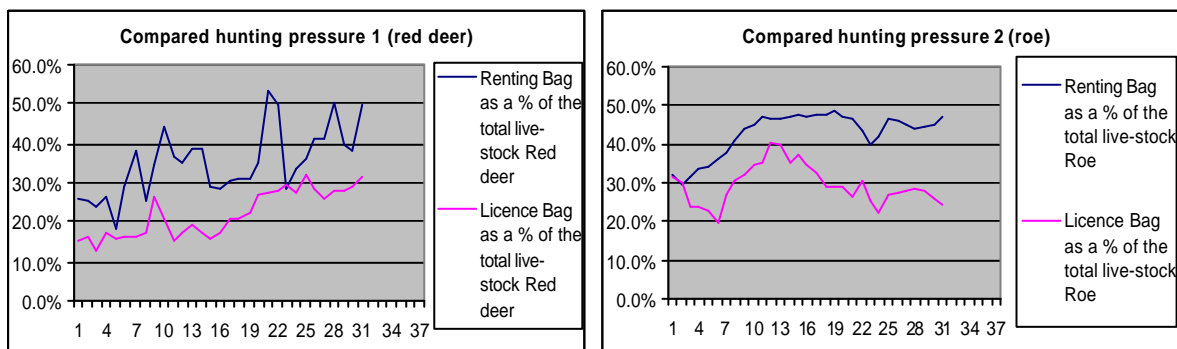 Compared hunting pressure 1 (red deer)
60.0%
50.0%
40.0%
30.0%
20.0%
10.0%
0.0%
1 4 7 10 13 16 19 22 25 28 31 34 37
Renting Bag
as a % of the
total live-
stock Red
deer
Licence Bag
as a % of the
total live-
stock Red
deer
Compared hunting pressure 2 (roe)
60.0%
50.0%
40.0%
30.0%
20.0%
10.0%
0.0%
1 4 7 10 13 16 19 22 25 28 31 34 37
Renting Bag
as a % of the
total live-stock
Roe
Licence Bag
as a % of the
total live-stock
Roe